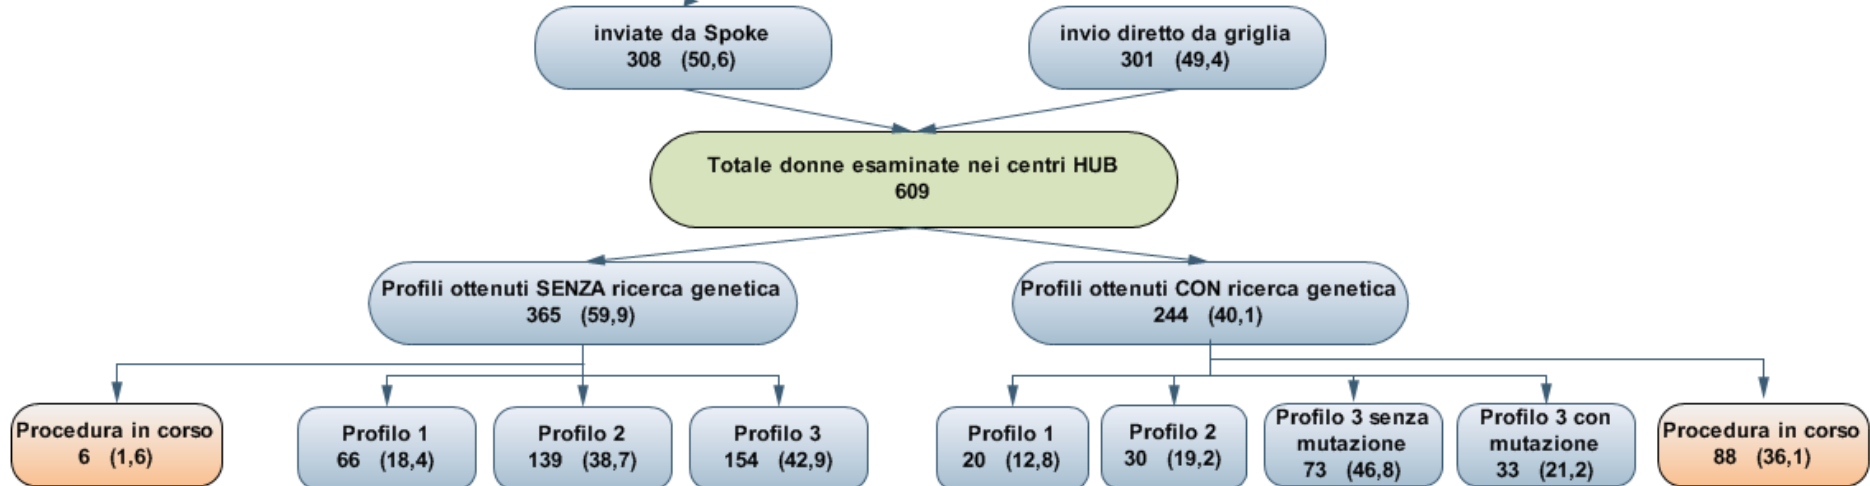 inviate da Spoke
308 (50,6)
invio diretto da griglia
301 (49,4)
Totale donne esaminate nei centri HUB
609
Profili ottenuti SENZA ricerca genetica
365 (59,9)
Profili ottenuti CON ricerca genetica
244 (40,1)
Procedura in corso
6 (1,6)
Profilo 1
66 (18,4)
Profilo 2
139 (38,7)
Profilo 3
154 (42,9)
Profilo 1
20 (12,8)
Profilo 2
30 (19,2)
Profilo 3 senza
mutazione
73 (46,8)
Profilo 3 con
mutazione
33 (21,2)
Procedura in corso
88 (36,1)